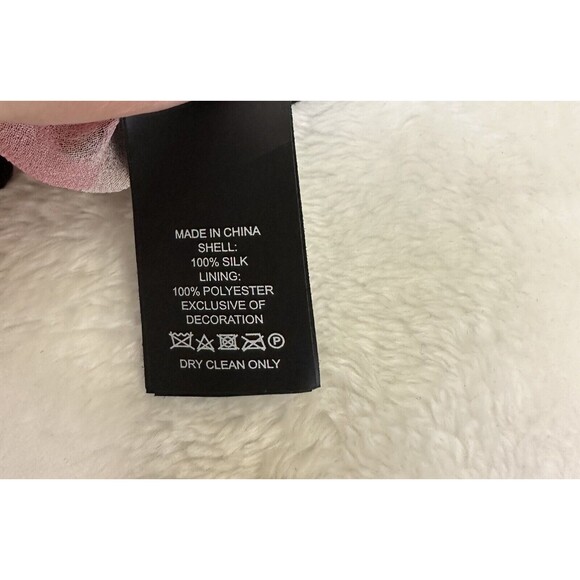 MADE IN CHINA
SHELL:
100% SILK
LINING:
100% POLYESTER
EXCLUSIVE OF
DECORATION
P
DRY CLEAN ONLY